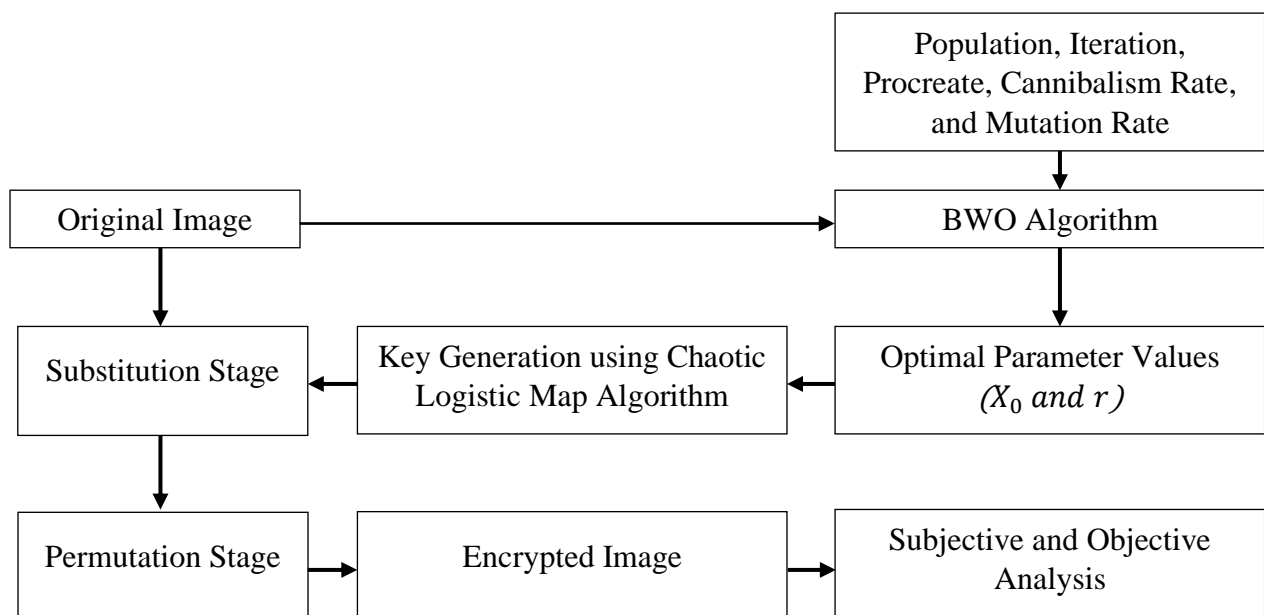 Population, Iteration,
Procreate, Cannibalism Rate,
and Mutation Rate
Original Image
BWO Algorithm
Substitution Stage
Key Generation using Chaotic
Logistic Map Algorithm
Optimal Parameter Values
(X₀ and r)
Permutation Stage
Encrypted Image
Subjective and Objective
Analysis